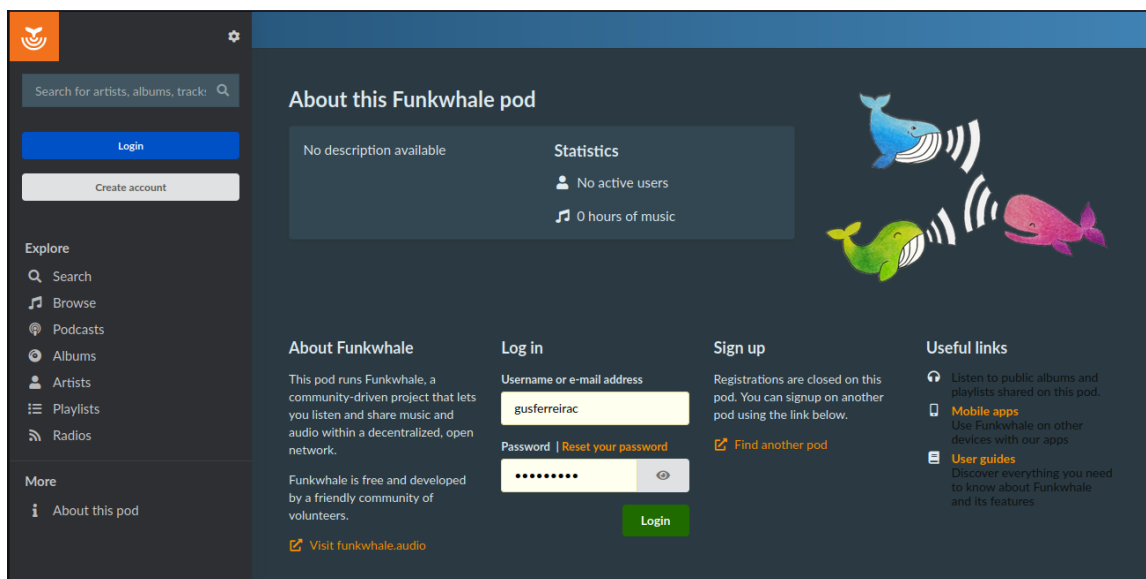 Search for artists, albums, track
Login
Create account
Explore
Search
Browse
Podcasts
Albums
Artists
Playlists
Radios
More
About this pod
About this Funkwhale pod
No description available
Statistics
No active users
0 hours of music
About Funkwhale
This pod runs Funkwhale, a
community-driven project that lets
you listen and share music and
audio within a decentralized, open
network.
Funkwhale is free and developed
by a friendly community of
volunteers.
Visit funkwhale.audio
Log in
Username or e-mail address
gusferreirac
Password | Reset your password
•••••••••
Login
Sign up
Registrations are closed on this
pod. You can signup on another
pod using the link below.
Find another pod
Useful links
Listen to public albums and
playlists shared on this pod.
Mobile apps
Use Funkwhale on other
devices with our apps
User guides
Discover everything you need
to know about Funkwhale
and its features